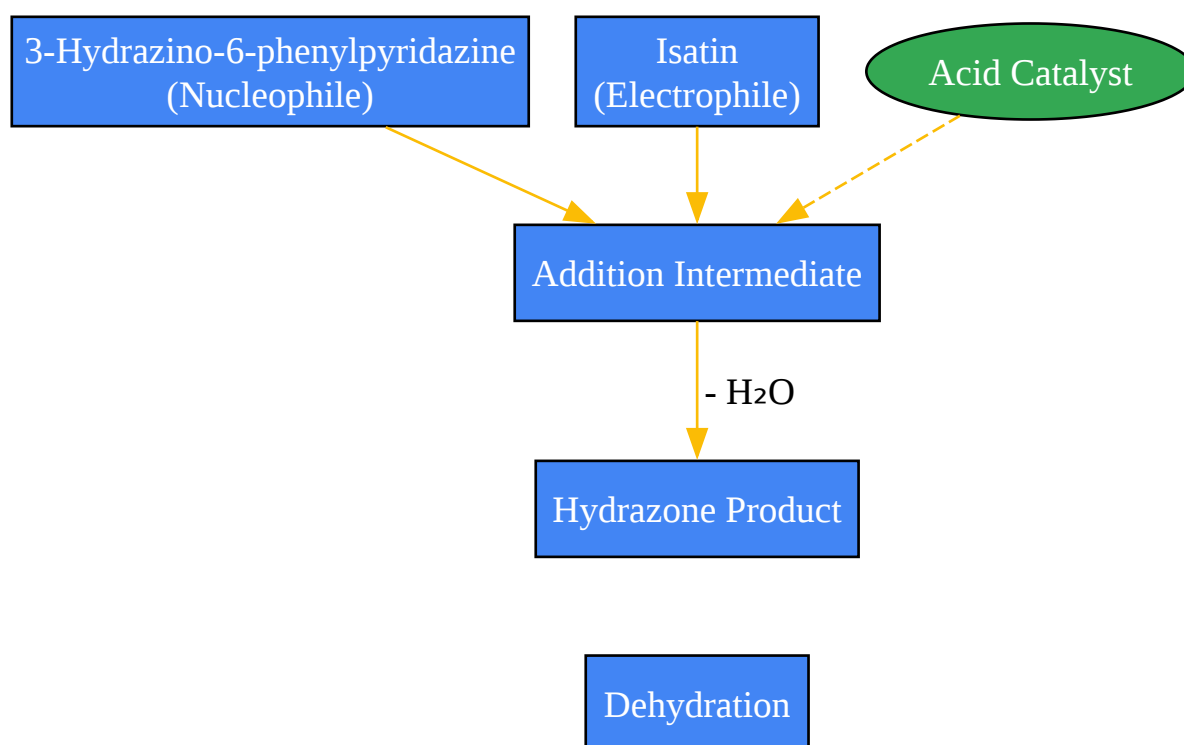 3-Hydrazino-6-phenylpyridazine
(Nucleophile)
Isatin
(Electrophile)
Acid Catalyst
Addition Intermediate
- H₂O
Hydrazone Product
Dehydration